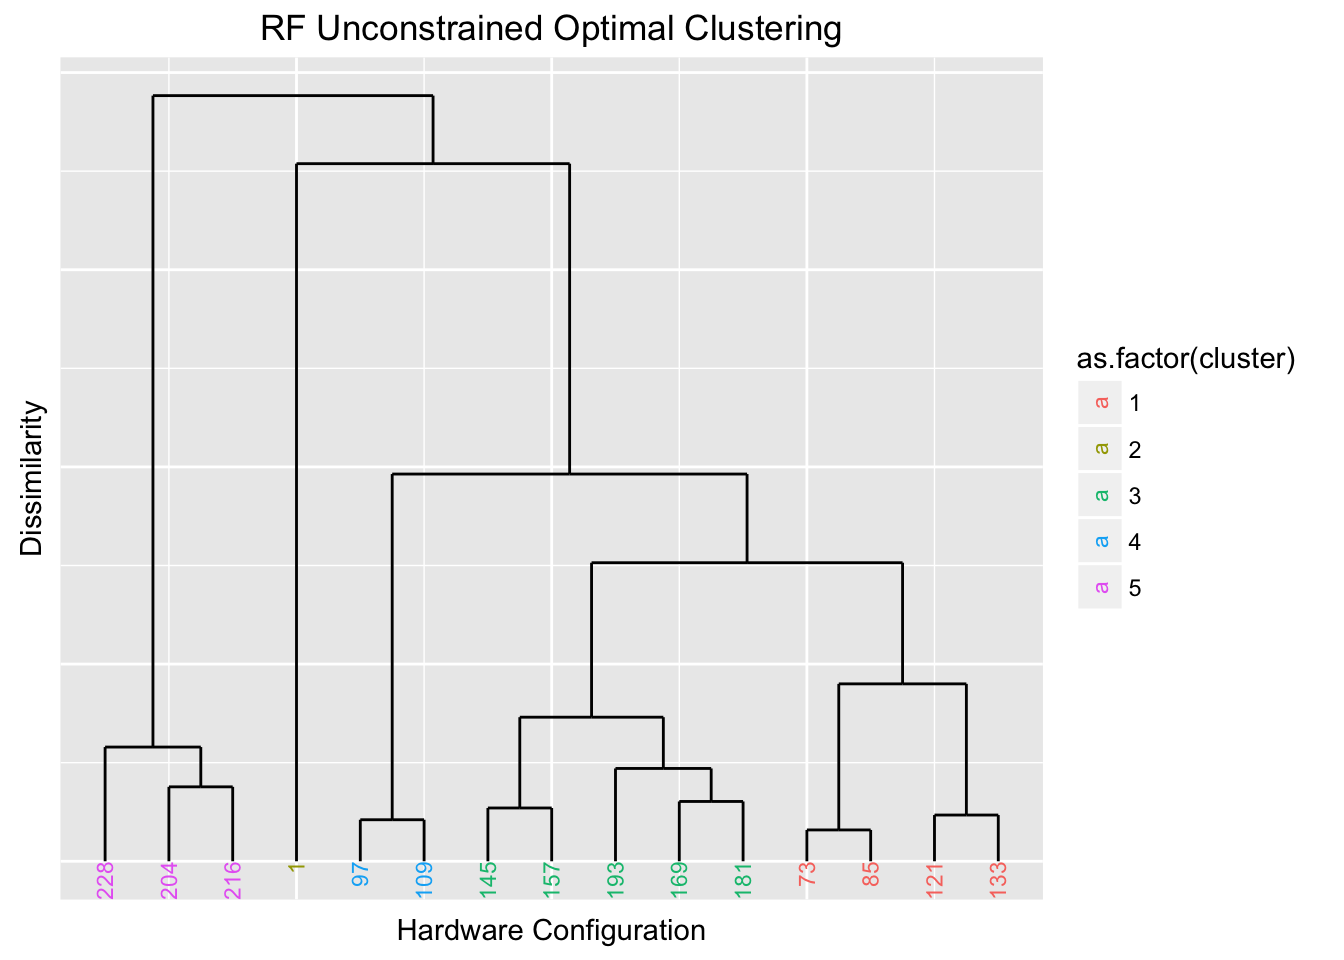 RF Unconstrained Optimal Clustering
Dissimilarity
228 204 216 1 97 109 145 157 193 169 181 73 85 121 133
Hardware Configuration
as.factor(cluster)
a 1
a 2
a 3
a 4
a 5